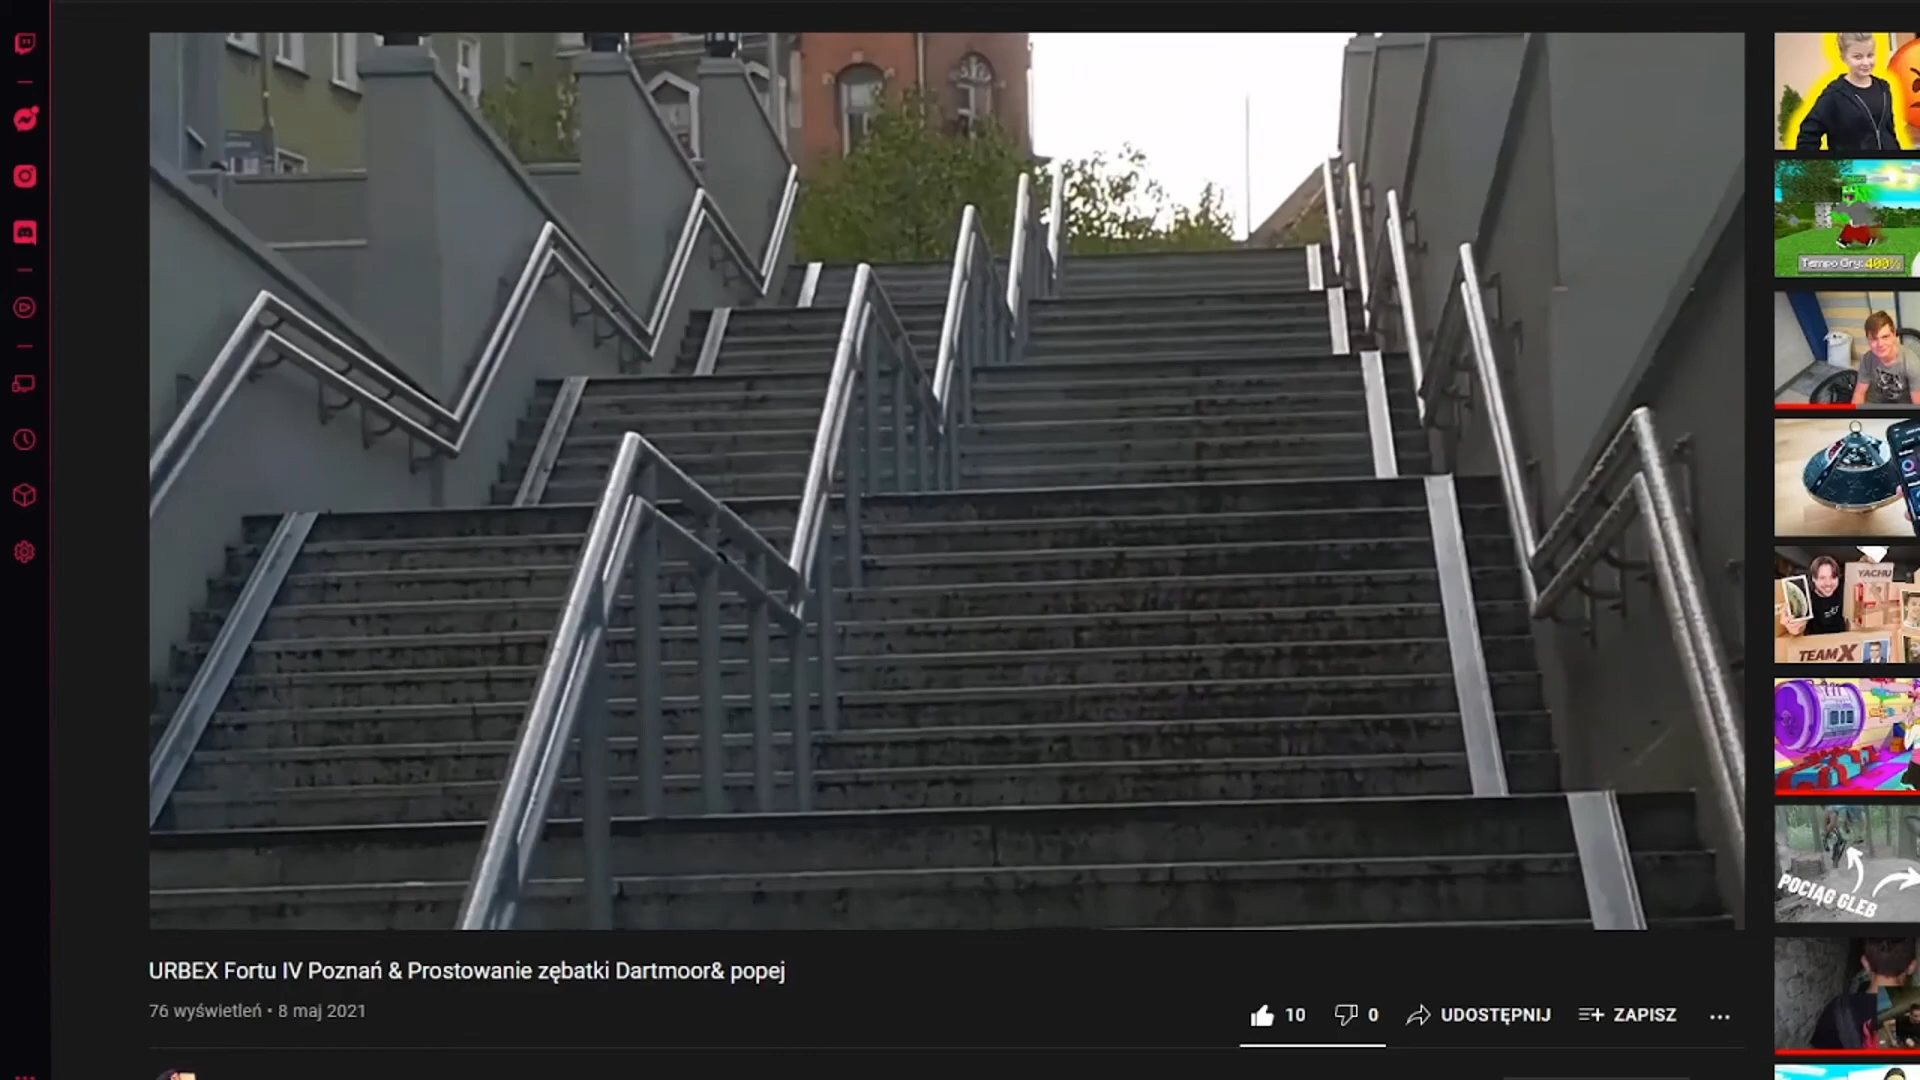 Tempo Gry: 400%
YACHU
TEAM X
POCIĄG GLEB
URBEX Fortu IV Poznań & Prostowanie zębatki Dartmoor& popej
76 wyświetleń • 8 maj 2021
10
0
UDOSTĘPNIJ
ZAPISZ